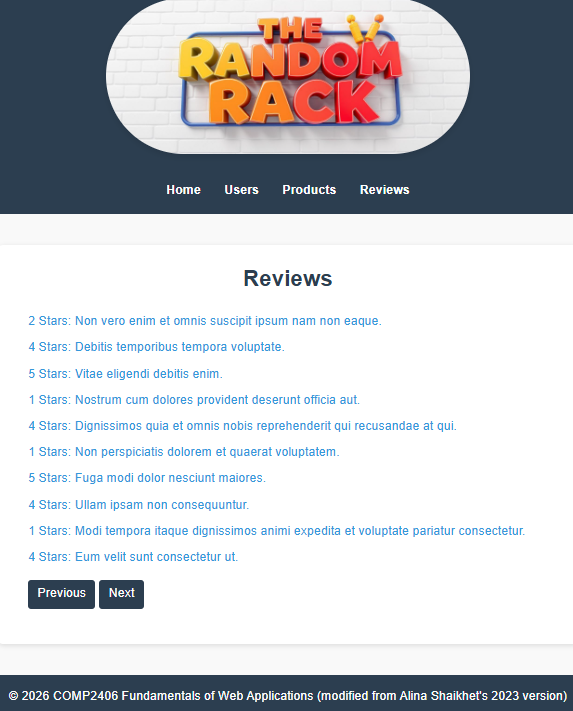 THE
RANDOM
RACK
Home Users Products Reviews
Reviews
2 Stars: Non vero enim et omnis suscipit ipsum nam non eaque.
4 Stars: Debitis temporibus tempora voluptate.
5 Stars: Vitae eligendi debitis enim.
1 Stars: Nostrum cum dolores provident deserunt officia aut.
4 Stars: Dignissimos quia et omnis nobis reprehenderit qui recusandae at qui.
1 Stars: Non perspiciatis dolorem et quaerat voluptatem.
5 Stars: Fuga modi dolor nesciunt maiores.
4 Stars: Ullam ipsam non consequuntur.
1 Stars: Modi tempora itaque dignissimos animi expedita et voluptate pariatur consectetur.
4 Stars: Eum velit sunt consectetur ut.
Previous Next
© 2026 COMP2406 Fundamentals of Web Applications (modified from Alina Shaikhet's 2023 version)